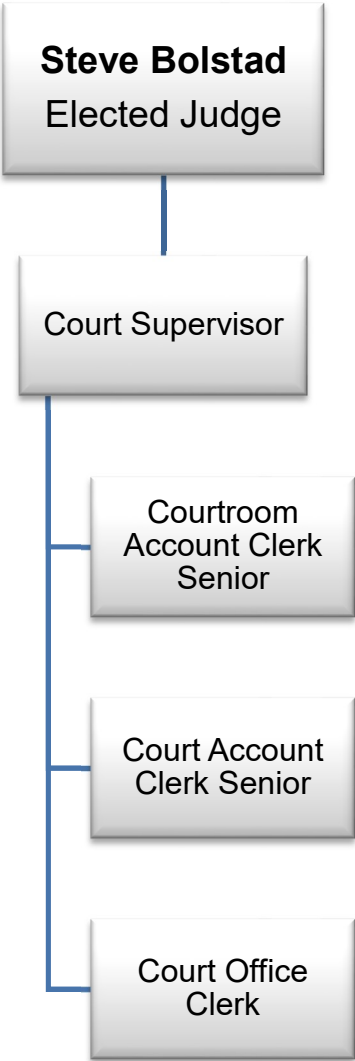 Steve Bolstad
Elected Judge
Court Supervisor
Courtroom
Account Clerk
Senior
Court Account
Clerk Senior
Court Office
Clerk